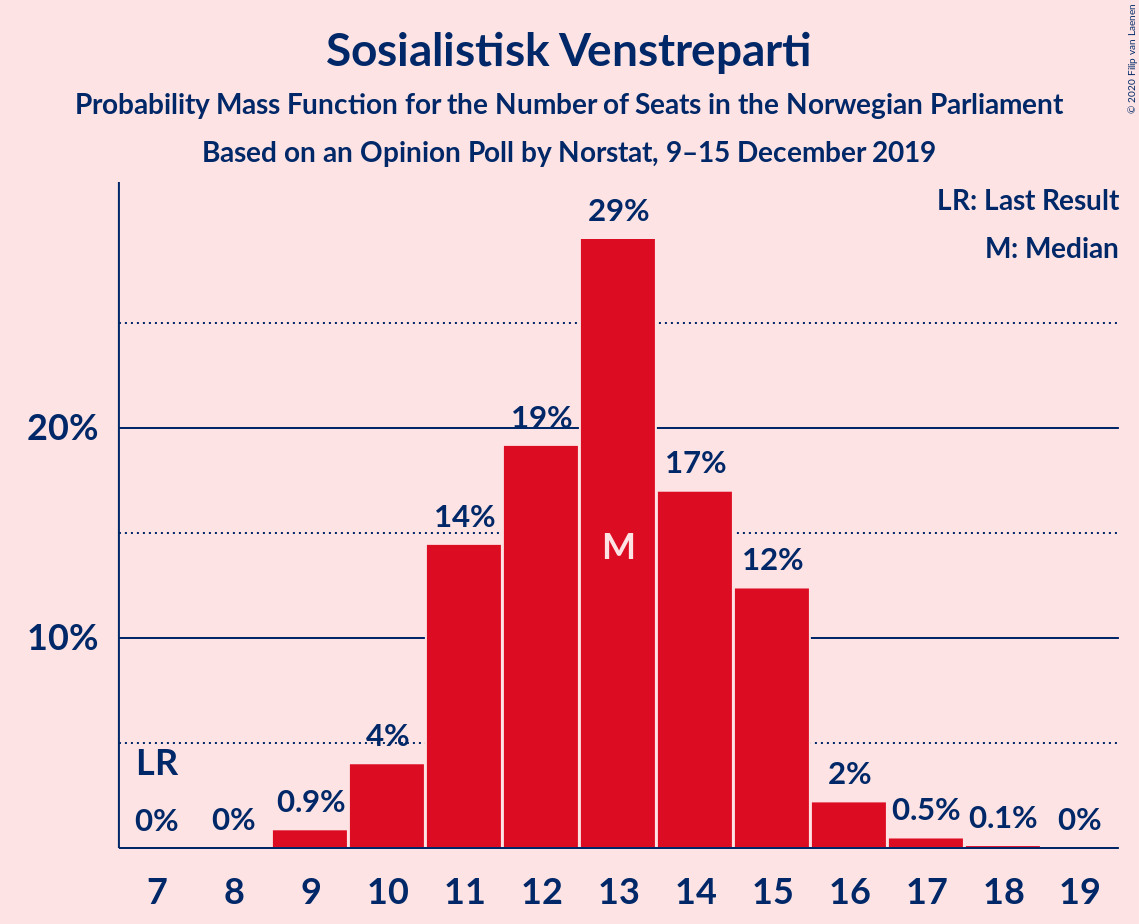 Sosialistisk Venstreparti
Probability Mass Function for the Number of Seats in the Norwegian Parliament
Based on an Opinion Poll by Norstat, 9–15 December 2019
© 2020 Filip van Laenen
LR: Last Result
M: Median
20%
10%
LR
0%
0%
0.9%
4%
14%
19%
29%
M
17%
12%
2%
0.5%
0.1%
0%
7 8 9 10 11 12 13 14 15 16 17 18 19